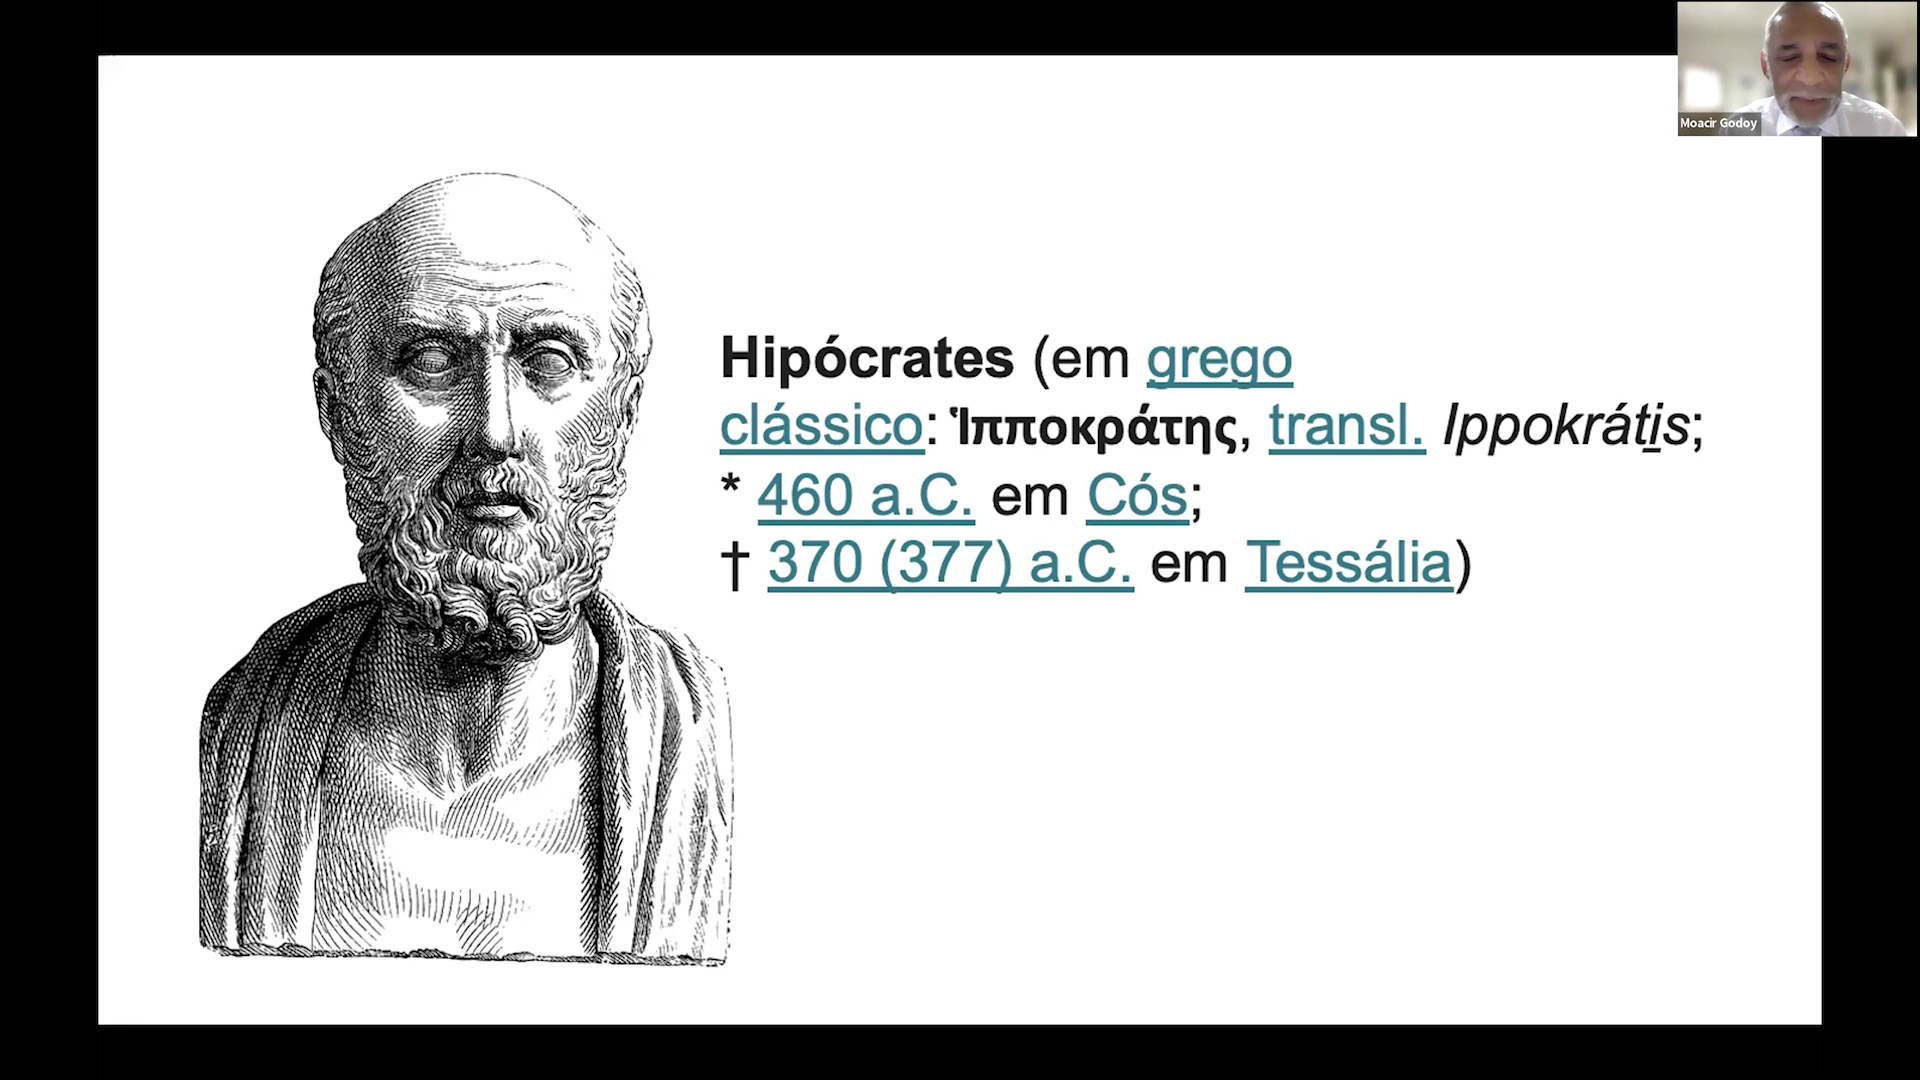 Moacir Godoy
Hipócrates (em grego
clássico: Ἱπποκράτης, transl. Ippokrátis;
* 460 a.C. em Cós;
† 370 (377) a.C. em Tessália)